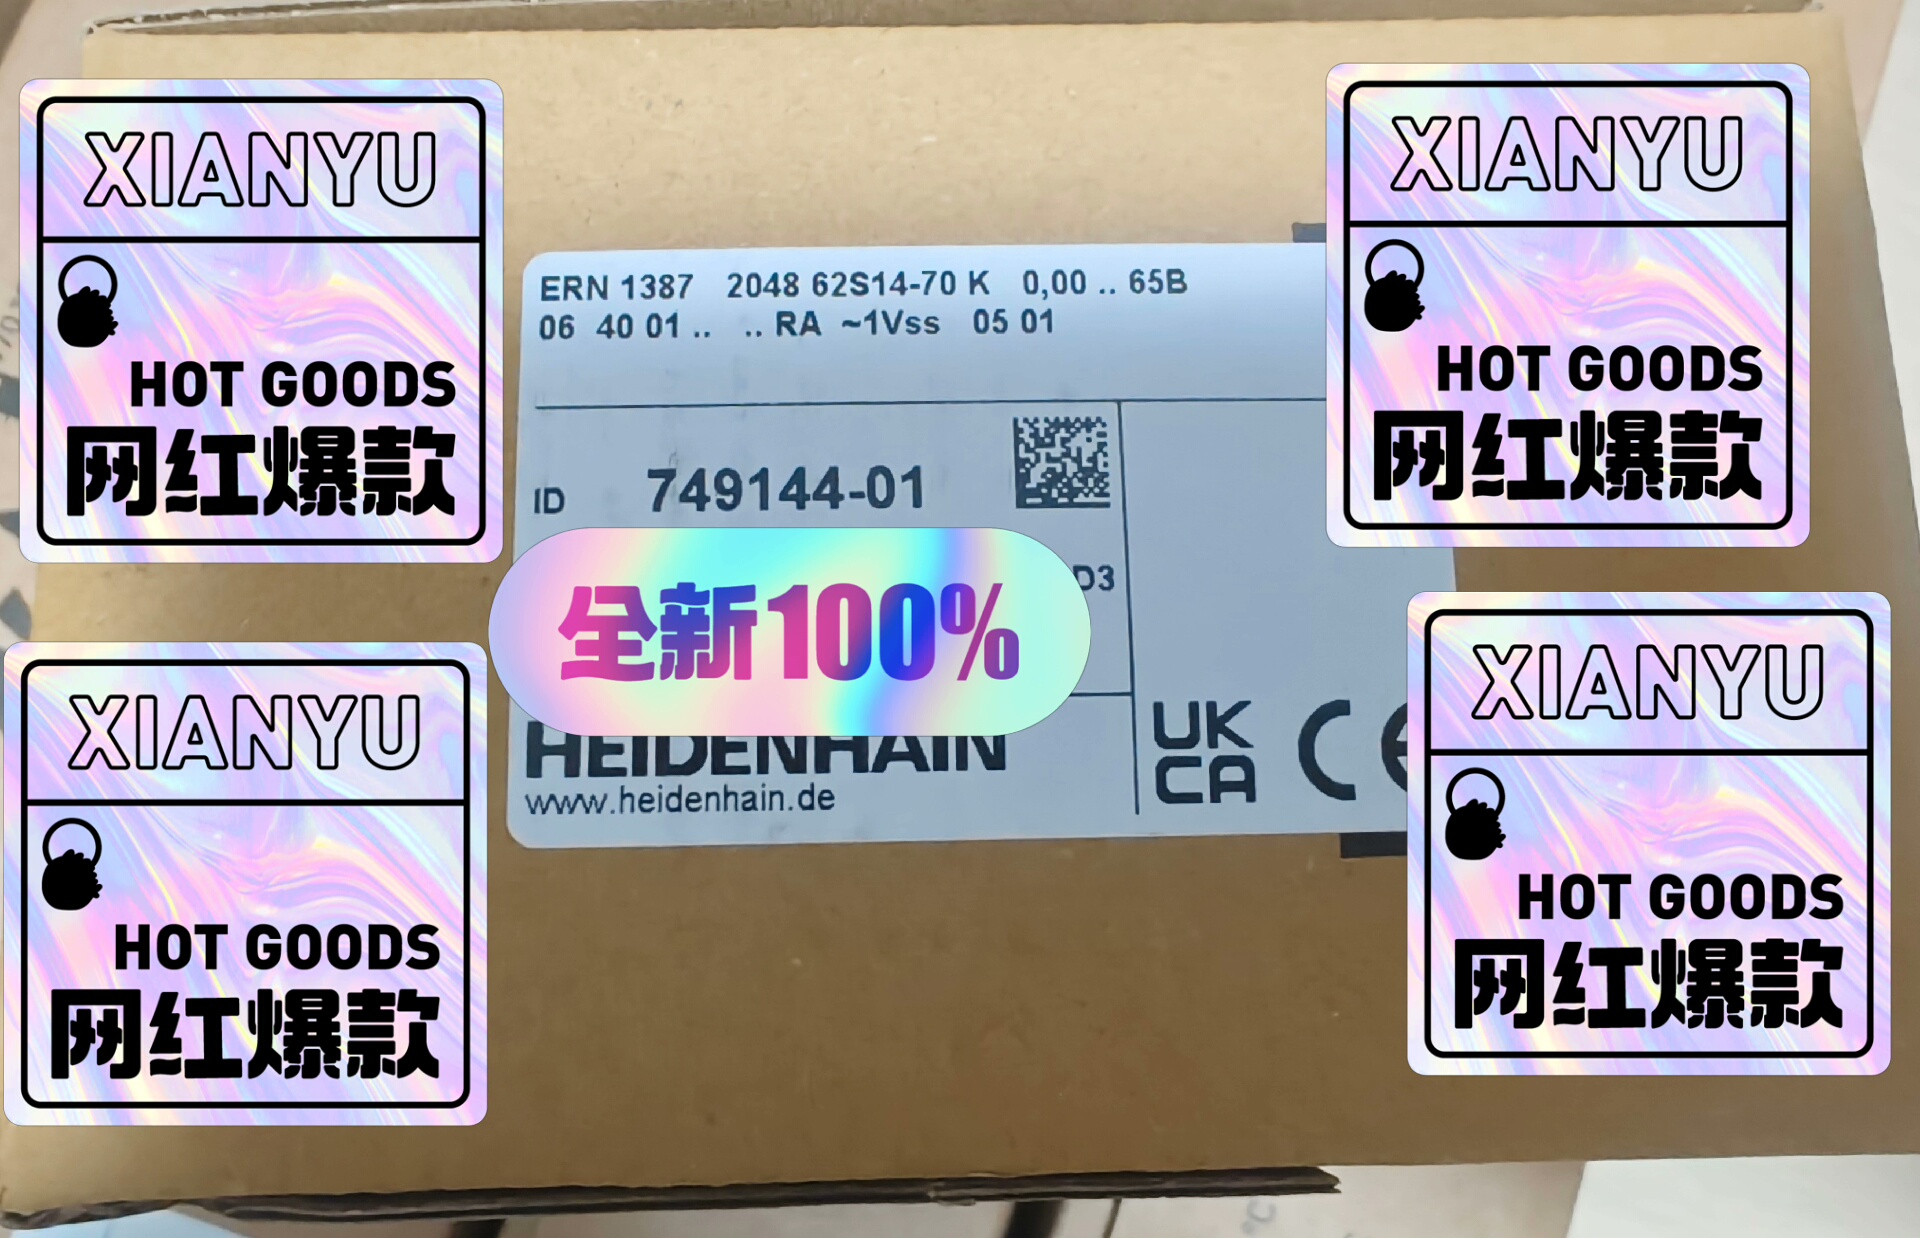 XIANYU
HOT GOODS
网红爆款
XIANYU
HOT GOODS
网红爆款
ERN 1387 2048 62S14-70 K 0,00 .. 65B
06 40 01 .. .. RA ~1Vss 05 01
ID 749144-01
D3
全新100%
HEIDENHAIN
www.heidenhain.de
UK
CA
CE
XIANYU
HOT GOODS
网红爆款
XIANYU
HOT GOODS
网红爆款